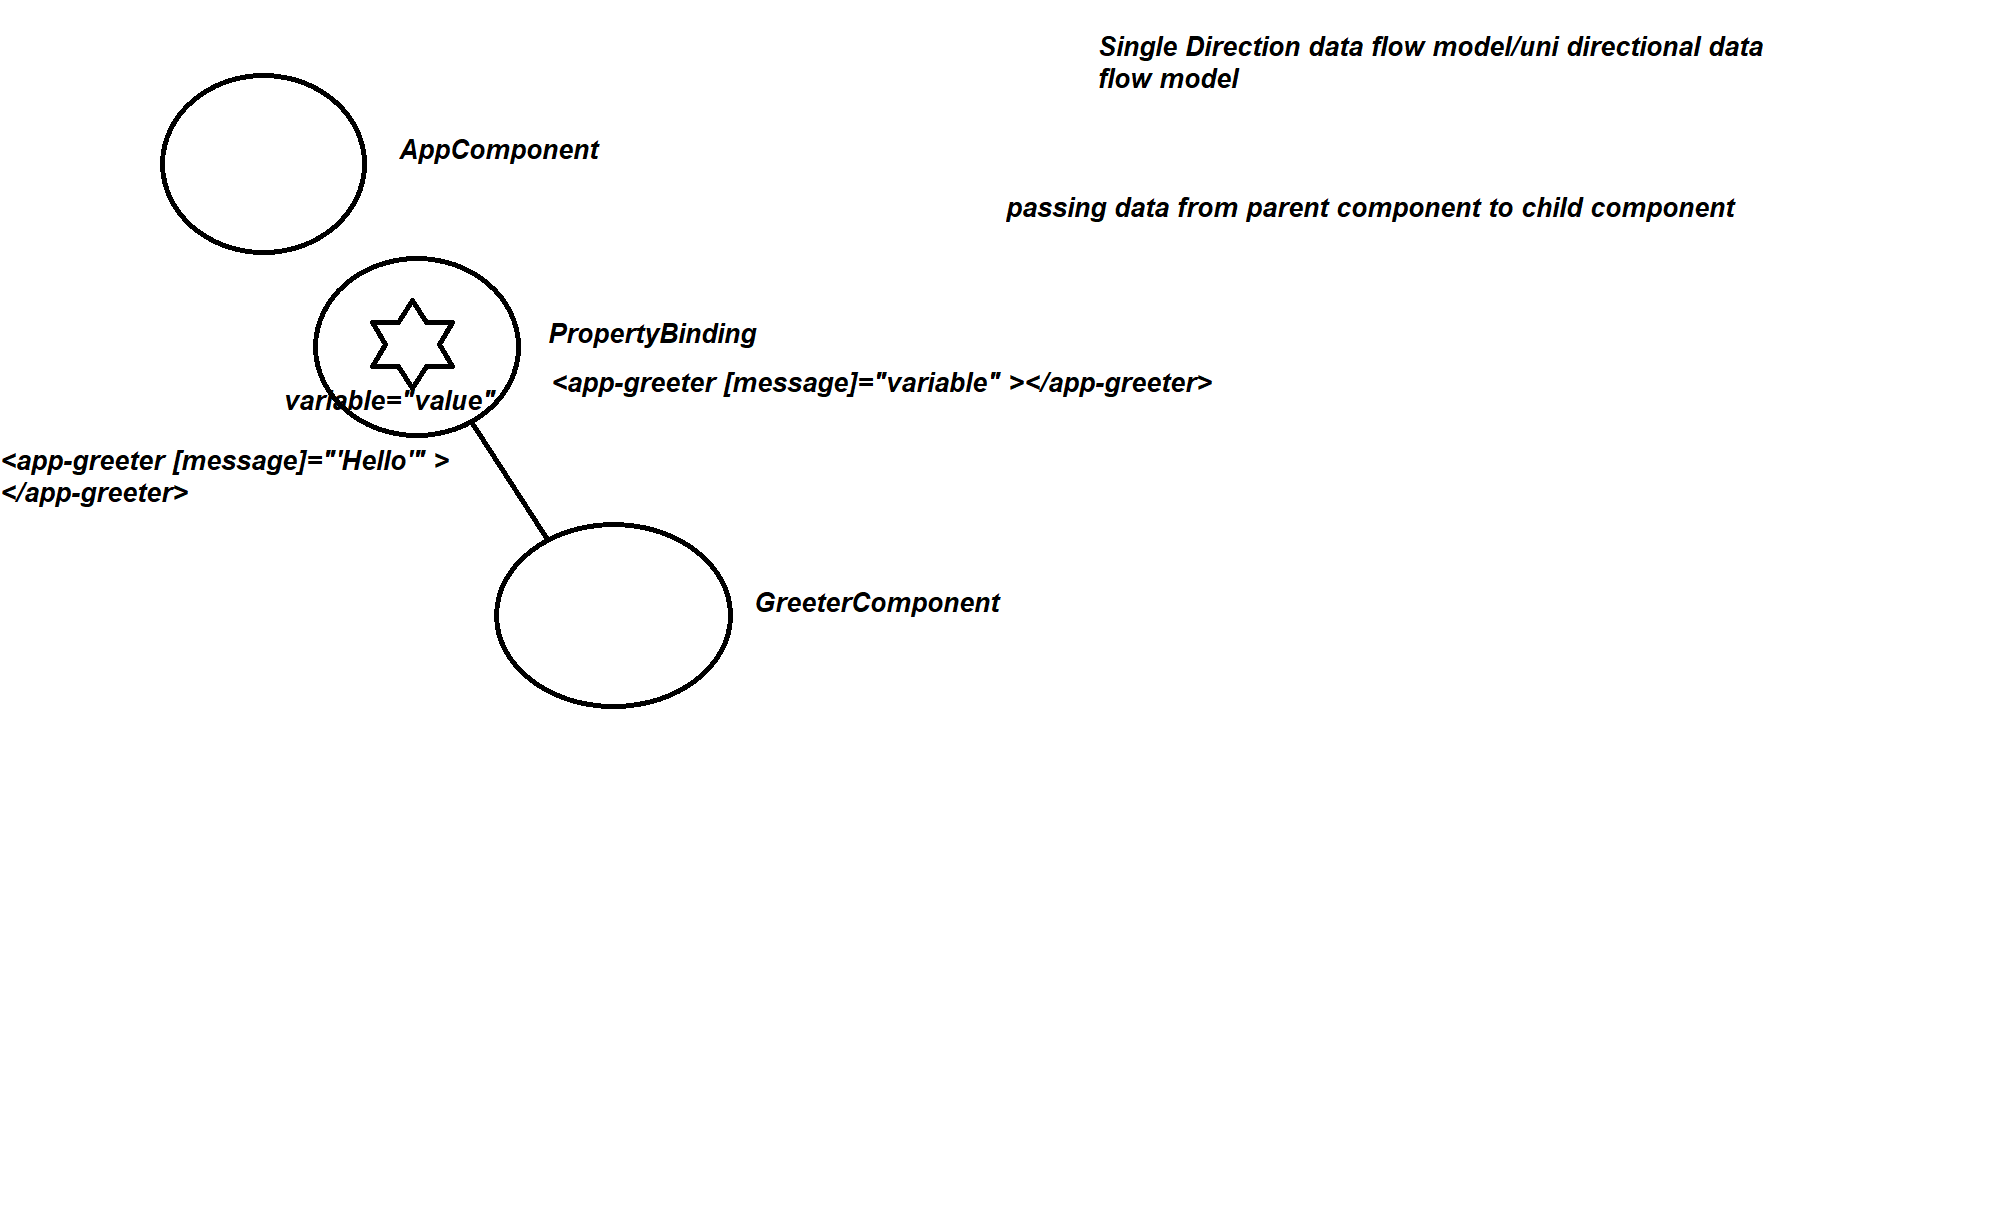 Single Direction data flow model/uni directional data
flow model
AppComponent
passing data from parent component to child component
PropertyBinding
<app-greeter [message]="variable" ></app-greeter>
variable="value"
<app-greeter [message]="'Hello'" >
</app-greeter>
GreeterComponent